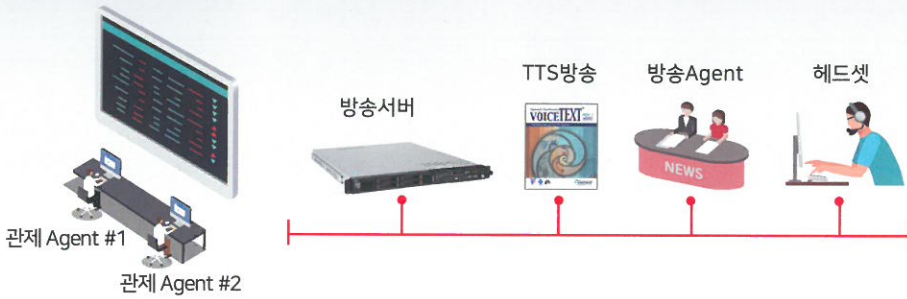 TTS방송
방송Agent
헤드셋
방송서버
VOICETEXT
NEWS
관제 Agent #1
관제 Agent #2